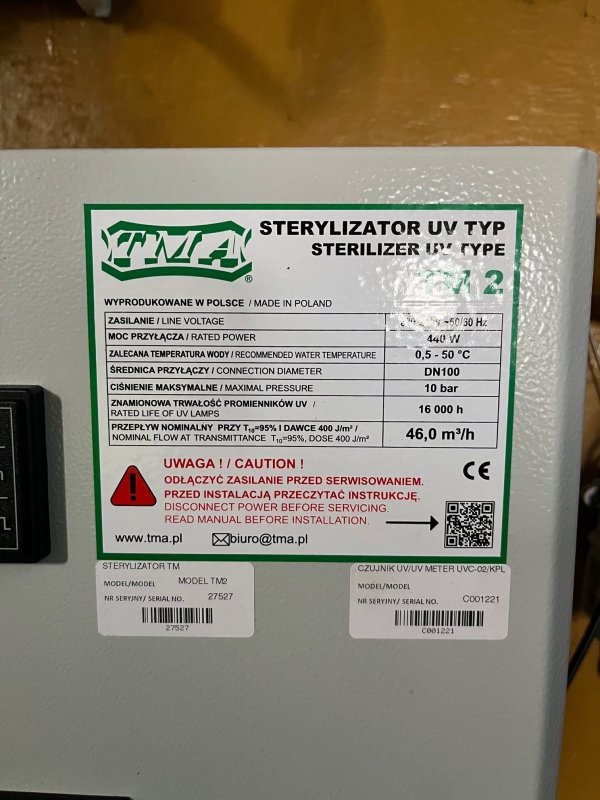 TMA
®
STERYLIZATOR UV TYP
STERILIZER UV TYPE
2
WYPRODUKOWANE W POLSCE / MADE IN POLAND
ZASILANIE / LINE VOLTAGE ~50/60 Hz
MOC PRZYŁĄCZA / RATED POWER 440 W
ZALECANA TEMPERATURA WODY / RECOMMENDED WATER TEMPERATURE 0,5 - 50 °C
ŚREDNICA PRZYŁĄCZY / CONNECTION DIAMETER DN100
CIŚNIENIE MAKSYMALNE / MAXIMAL PRESSURE 10 bar
ZNAMIONOWA TRWAŁOŚĆ PROMIENNIKÓW UV /
RATED LIFE OF UV LAMPS 16 000 h
PRZEPŁYW NOMINALNY PRZY T₁₀=95% I DAWCE 400 J/m² /
NOMINAL FLOW AT TRANSMITTANCE T₁₀=95%, DOSE 400 J/m² 46,0 m³/h
UWAGA ! / CAUTION !
ODŁĄCZYĆ ZASILANIE PRZED SERWISOWANIEM.
PRZED INSTALACJĄ PRZECZYTAĆ INSTRUKCJĘ.
DISCONNECT POWER BEFORE SERVICING.
READ MANUAL BEFORE INSTALLATION.
CE
www.tma.pl biuro@tma.pl
STERYLIZATOR TM
MODEL/MODEL MODEL TM2
NR SERYJNY/ SERIAL NO. 27527
27527
CZUJNIK UV/UV METER UVC-02/KPL
MODEL/MODEL
NR SERYJNY/ SERIAL NO. C001221
C001221